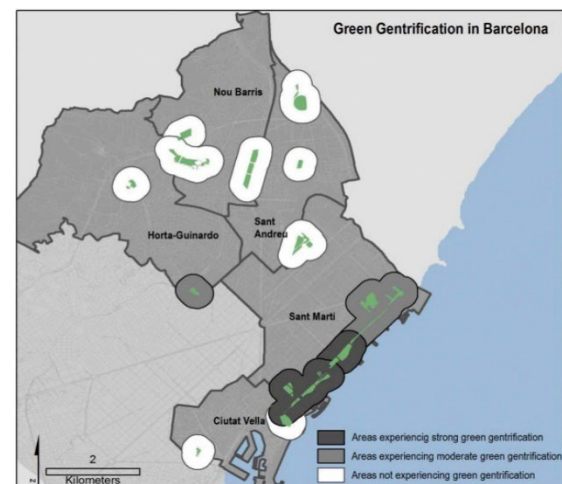 Green Gentrification in Barcelona
Nou Barris
Horta-Guinardo
Sant
Andreu
Sant Marti
Ciutat Vella
2
Kilometers
z
Areas experiencig strong green gentrification
Areas experiencing moderate green gentrification
Areas not experiencing green gentrification